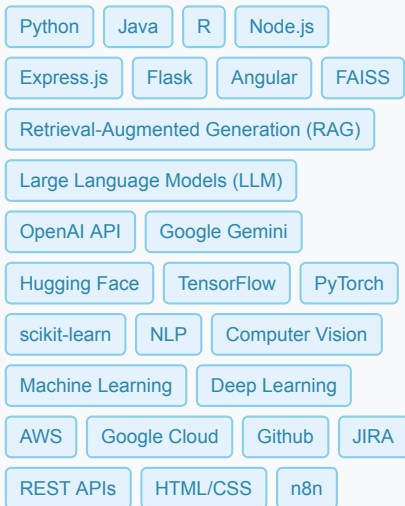 Python Java R Node.js
Express.js Flask Angular FAISS
Retrieval-Augmented Generation (RAG)
Large Language Models (LLM)
OpenAI API Google Gemini
Hugging Face TensorFlow PyTorch
scikit-learn NLP Computer Vision
Machine Learning Deep Learning
AWS Google Cloud Github JIRA
REST APIs HTML/CSS n8n